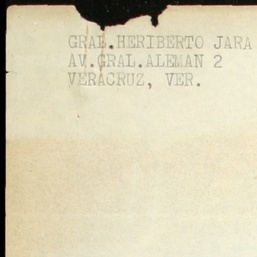 GRAL.HERIBERTO JARA
AV.GRAL.ALEMAN 2
VERACRUZ, VER.